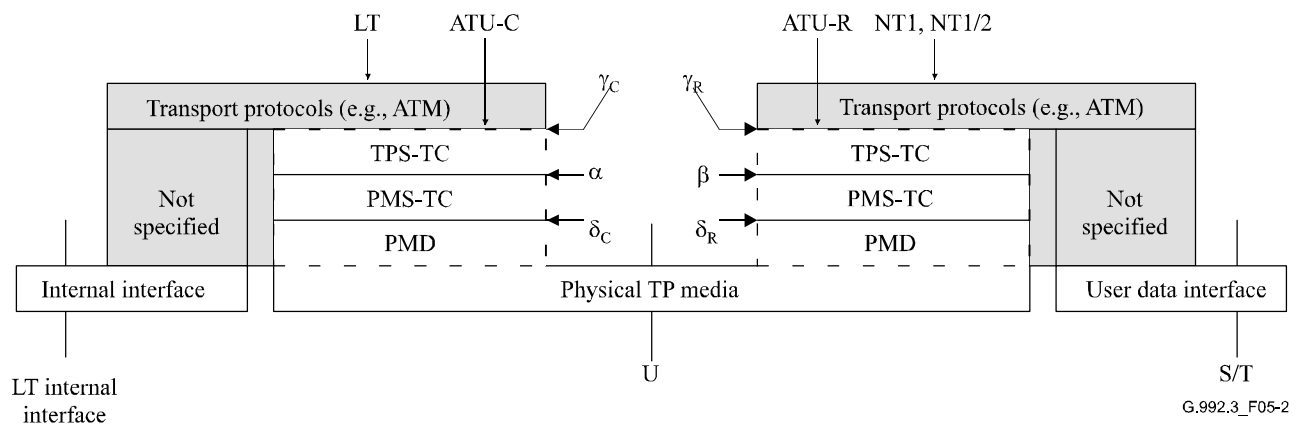 LT ATU-C ATU-R NT1, NT1/2
γC γR
Transport protocols (e.g., ATM) Transport protocols (e.g., ATM)
TPS-TC TPS-TC
α β
Not specified PMS-TC PMS-TC Not specified
δC δR
PMD PMD
Internal interface Physical TP media User data interface
LT internal interface U S/T
G.992.3_F05-2